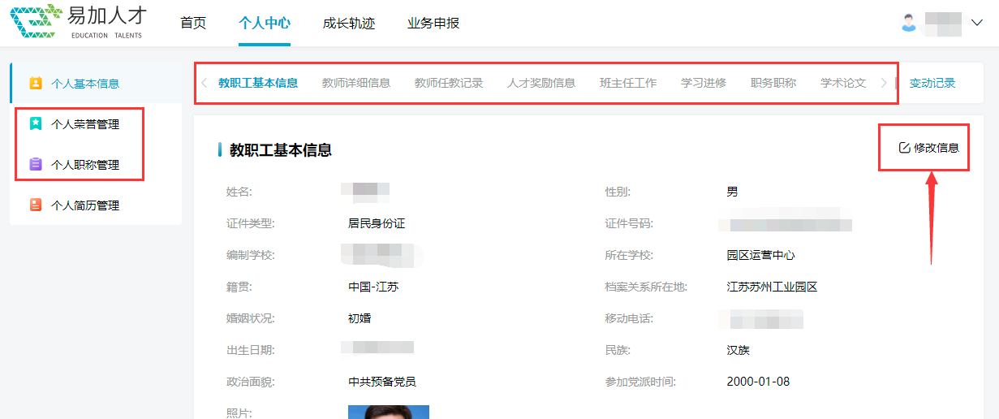 易加人才
EDUCATION TALENTS
首页 个人中心 成长轨迹 业务申报
个人基本信息
个人荣誉管理
个人职称管理
个人简历管理
教职工基本信息 教师详细信息 教师任教记录 人才奖励信息 班主任工作 学习进修 职务职称 学术论文 变动记录
教职工基本信息 修改信息
姓名: 性别: 男
证件类型: 居民身份证 证件号码:
编制学校: 所在学校: 园区运营中心
籍贯: 中国-江苏 档案关系所在地: 江苏苏州工业园区
婚姻状况: 初婚 移动电话:
出生日期: 民族: 汉族
政治面貌: 中共预备党员 参加党派时间: 2000-01-08
照片: